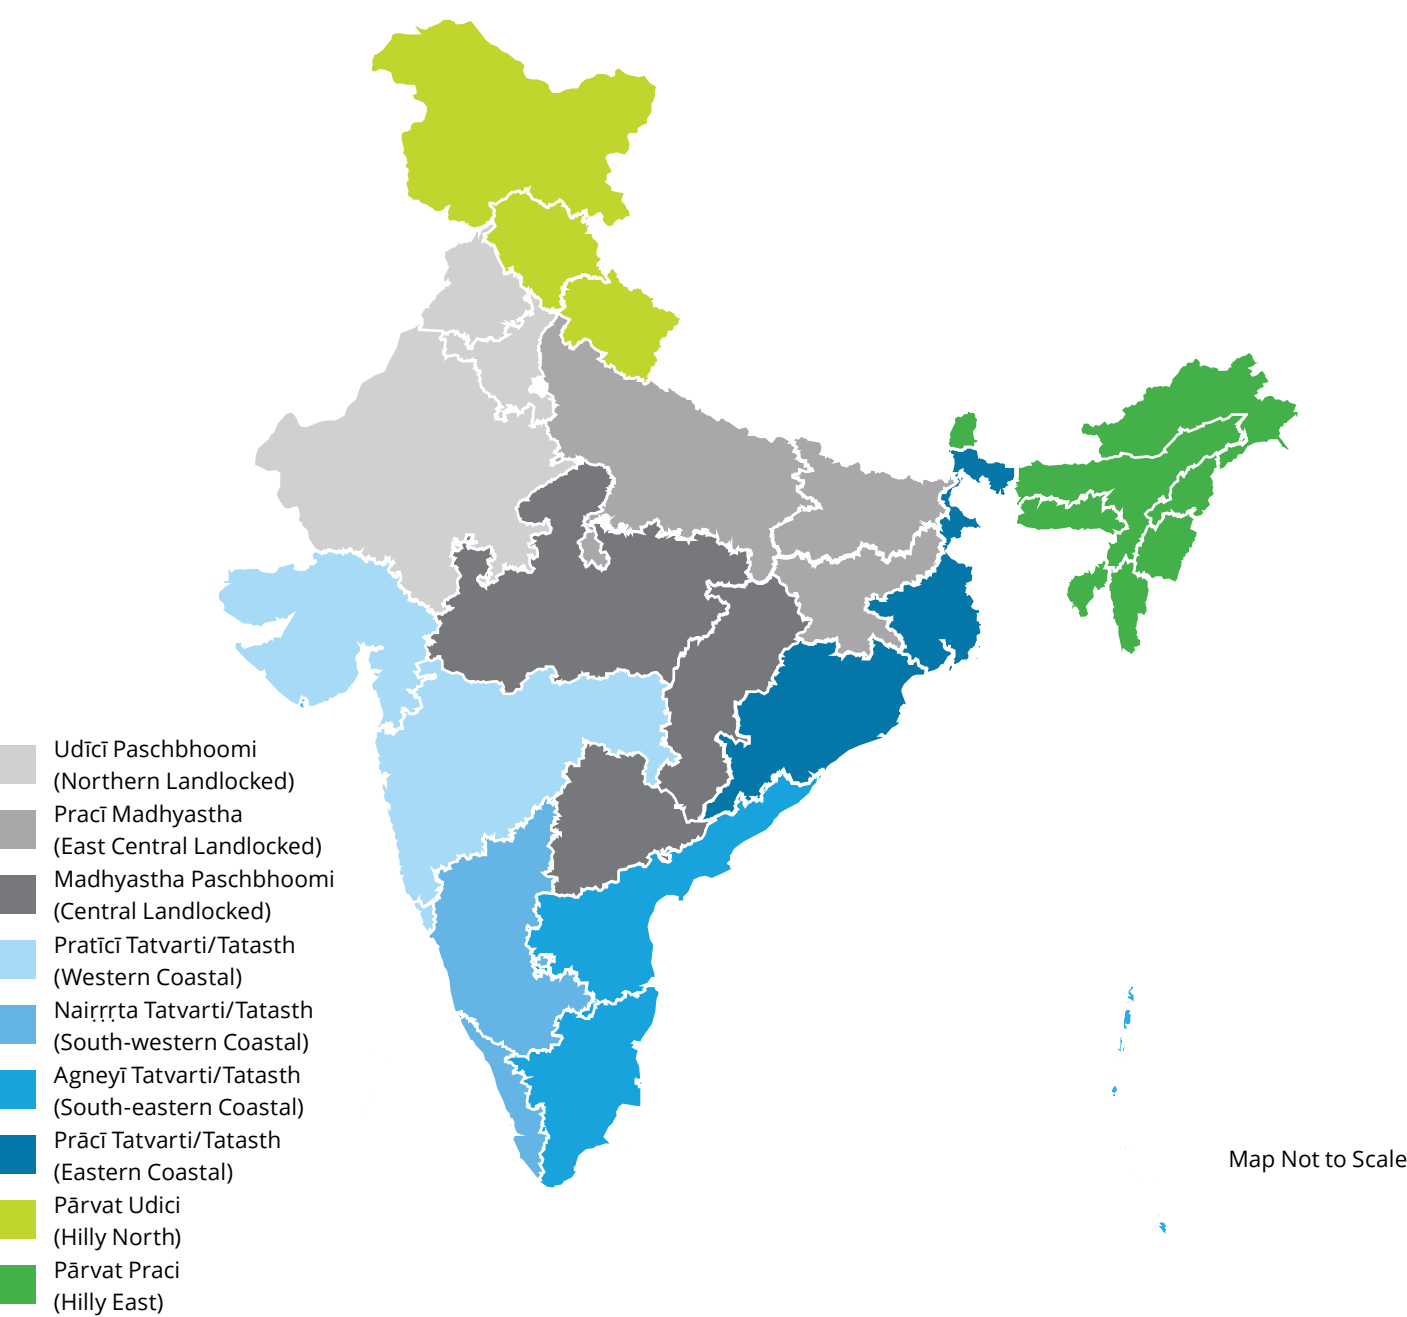 Udīcī Paschbhoomi
(Northern Landlocked)
Pracī Madhyastha
(East Central Landlocked)
Madhyastha Paschbhoomi
(Central Landlocked)
Pratīcī Tatvarti/Tatasth
(Western Coastal)
Naiṛṛṛta Tatvarti/Tatasth
(South-western Coastal)
Agneyī Tatvarti/Tatasth
(South-eastern Coastal)
Prācī Tatvarti/Tatasth
(Eastern Coastal)
Pārvat Udici
(Hilly North)
Pārvat Praci
(Hilly East)
Map Not to Scale